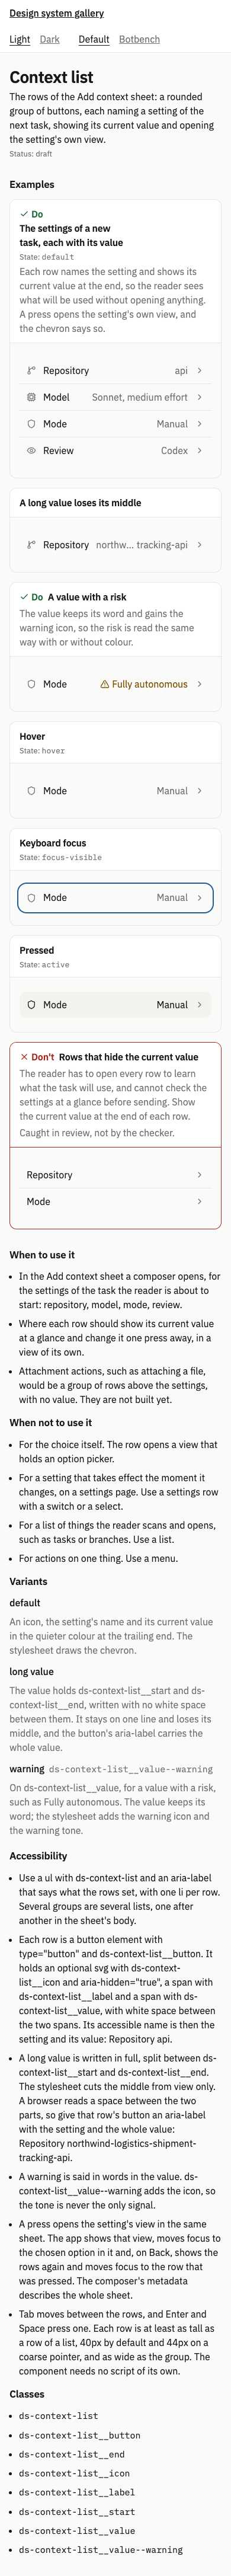 Design system gallery
Light Dark Default Botbench
Context list
The rows of the Add context sheet: a rounded
group of buttons, each naming a setting of the
next task, showing its current value and opening
the setting's own view.
Status: draft
Examples
Do
The settings of a new
task, each with its value
State: default
Each row names the setting and shows its
current value at the end, so the reader sees
what will be used without opening anything.
A press opens the setting's own view, and
the chevron says so.
Repository api
Model Sonnet, medium effort
Mode Manual
Review Codex
A long value loses its middle
Repository northw... tracking-api
Do A value with a risk
The value keeps its word and gains the
warning icon, so the risk is read the same
way with or without colour.
Mode Fully autonomous
Hover
State: hover
Mode Manual
Keyboard focus
State: focus-visible
Mode Manual
Pressed
State: active
Mode Manual
Don't Rows that hide the current value
The reader has to open every row to learn
what the task will use, and cannot check the
settings at a glance before sending. Show
the current value at the end of each row.
Caught in review, not by the checker.
Repository
Mode
When to use it
In the Add context sheet a composer opens, for
the settings of the task the reader is about to
start: repository, model, mode, review.
Where each row should show its current value
at a glance and change it one press away, in a
view of its own.
Attachment actions, such as attaching a file,
would be a group of rows above the settings,
with no value. They are not built yet.
When not to use it
For the choice itself. The row opens a view that
holds an option picker.
For a setting that takes effect the moment it
changes, on a settings page. Use a settings row
with a switch or a select.
For a list of things the reader scans and opens,
such as tasks or branches. Use a list.
For actions on one thing. Use a menu.
Variants
default
An icon, the setting's name and its current value
in the quieter colour at the trailing end. The
stylesheet draws the chevron.
long value
The value holds ds-context-list__start and ds-
context-list__end, written with no white space
between them. It stays on one line and loses its
middle, and the button's aria-label carries the
whole value.
warning ds-context-list__value--warning
On ds-context-list__value, for a value with a risk,
such as Fully autonomous. The value keeps its
word; the stylesheet adds the warning icon and
the warning tone.
Accessibility
Use a ul with ds-context-list and an aria-label
that says what the rows set, with one li per row.
Several groups are several lists, one after
another in the sheet's body.
Each row is a button element with
type="button" and ds-context-list__button. It
holds an optional svg with ds-context-
list__icon and aria-hidden="true", a span with
ds-context-list__label and a span with ds-
context-list__value, with white space between
the two spans. Its accessible name is then the
setting and its value: Repository api.
A long value is written in full, split between ds-
context-list__start and ds-context-list__end.
The stylesheet cuts the middle from view only.
A browser reads a space between the two
parts, so give that row's button an aria-label
with the setting and the whole value:
Repository northwind-logistics-shipment-
tracking-api.
A warning is said in words in the value. ds-
context-list__value--warning adds the icon, so
the tone is never the only signal.
A press opens the setting's view in the same
sheet. The app shows that view, moves focus to
the chosen option in it and, on Back, shows the
rows again and moves focus to the row that
was pressed. The composer's metadata
describes the whole sheet.
Tab moves between the rows, and Enter and
Space press one. Each row is at least as tall as
a row of a list, 40px by default and 44px on a
coarse pointer, and as wide as the group. The
component needs no script of its own.
Classes
ds-context-list
ds-context-list__button
ds-context-list__end
ds-context-list__icon
ds-context-list__label
ds-context-list__start
ds-context-list__value
ds-context-list__value--warning